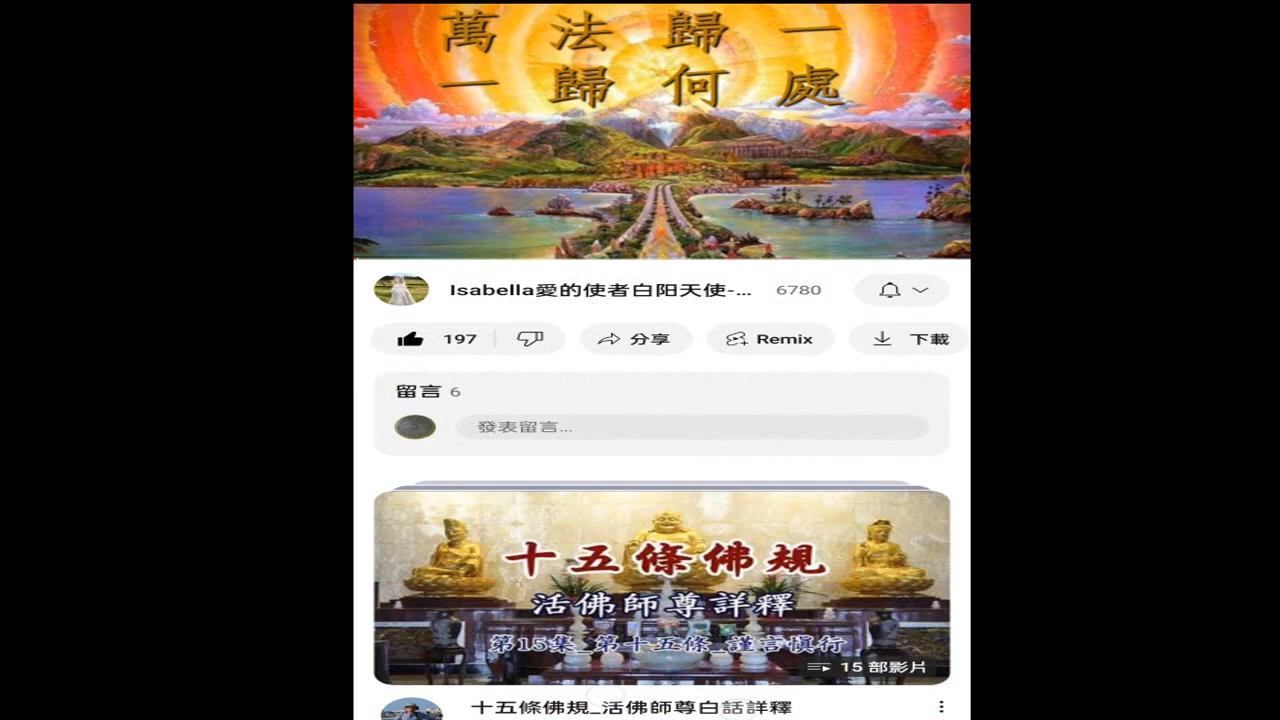 萬法歸一
一歸何處
Isabella愛的使者白阳天使-... 6780
197 分享 Remix 下載
留言 6
發表留言...
十五條佛規
活佛師尊詳釋
第15集_第十五條_謹言慎行
15 部影片
十五條佛規_活佛師尊白話詳釋